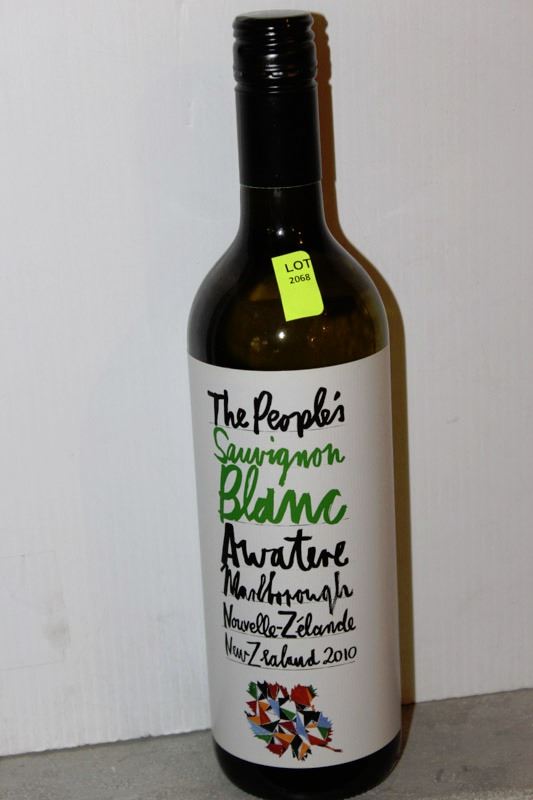 LOT
2068
The People's
Sauvignon
Blanc
Awatere
Marlborough
Nouvelle-Zélande
New Zealand 2010